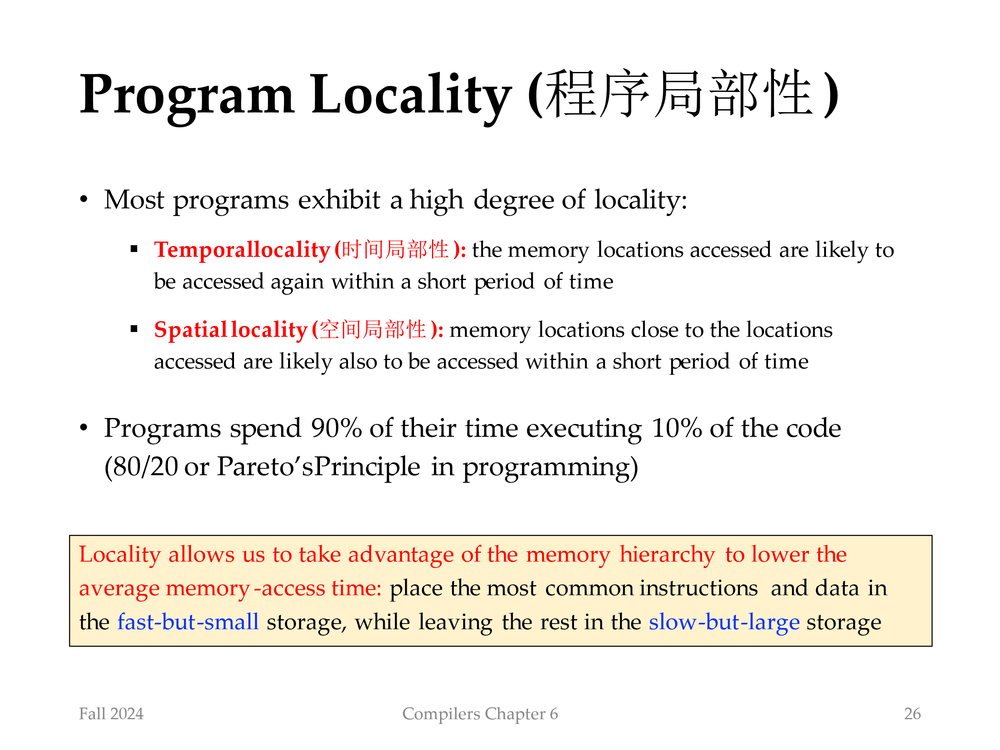 Program Locality (程序局部性)
• Most programs exhibit a high degree of locality:
▪ Temporal locality (时间局部性): the memory locations accessed are likely to
be accessed again within a short period of time
▪ Spatial locality (空间局部性): memory locations close to the locations
accessed are likely also to be accessed within a short period of time
• Programs spend 90% of their time executing 10% of the code
(80/20 or Pareto’s Principle in programming)
Locality allows us to take advantage of the memory hierarchy to lower the
average memory-access time: place the most common instructions and data in
the fast-but-small storage, while leaving the rest in the slow-but-large storage
Fall 2024
Compilers Chapter 6
26